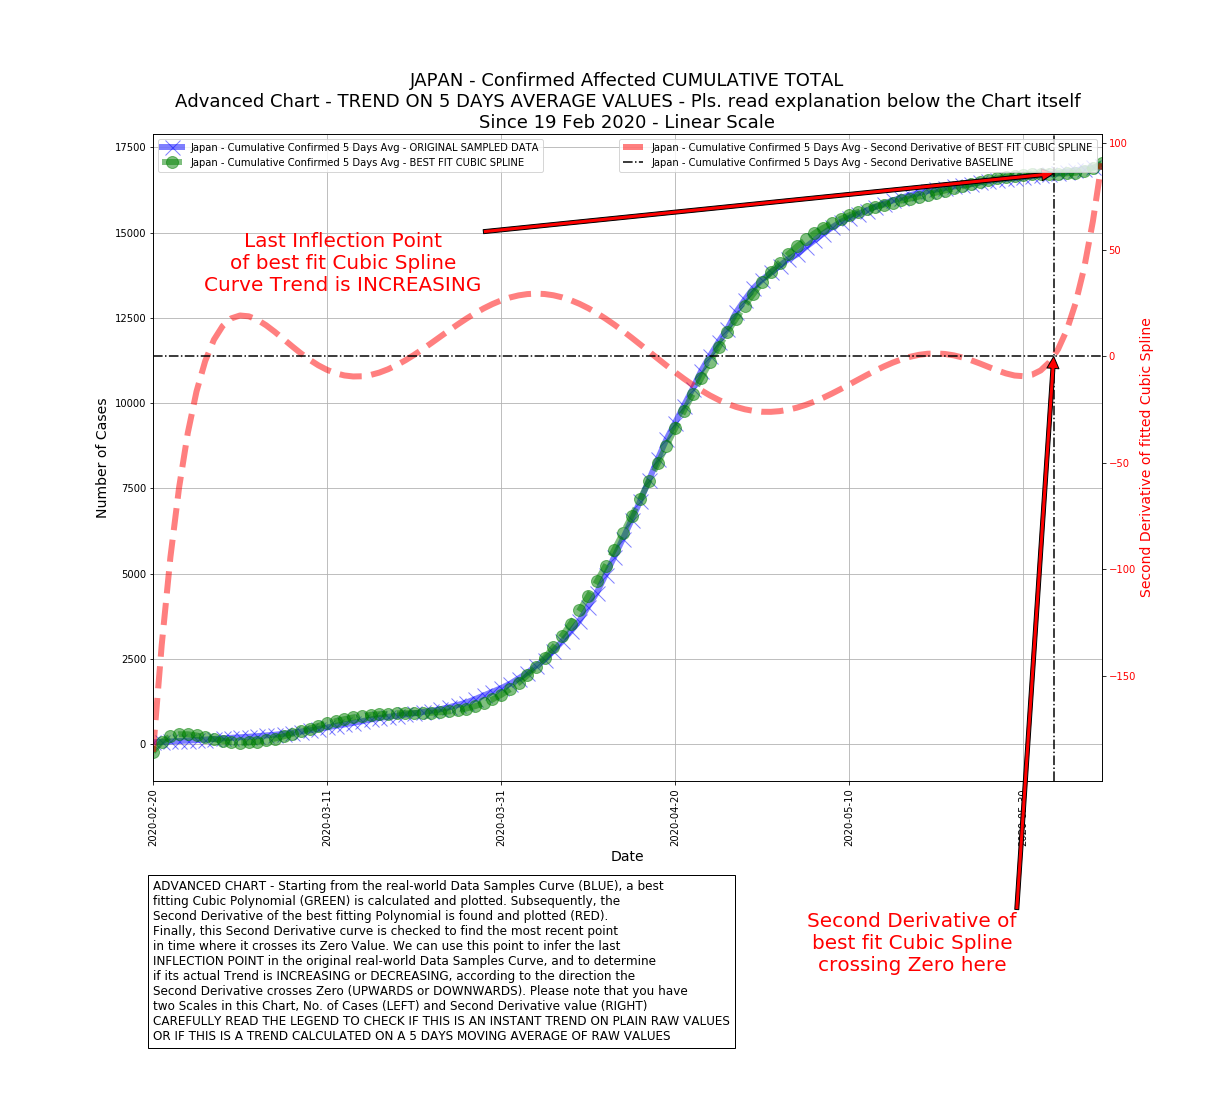 JAPAN - Confirmed Affected CUMULATIVE TOTAL
Advanced Chart - TREND ON 5 DAYS AVERAGE VALUES - Pls. read explanation below the Chart itself
Since 19 Feb 2020 - Linear Scale
Japan - Cumulative Confirmed 5 Days Avg - ORIGINAL SAMPLED DATA
Japan - Cumulative Confirmed 5 Days Avg - BEST FIT CUBIC SPLINE
Japan - Cumulative Confirmed 5 Days Avg - Second Derivative of BEST FIT CUBIC SPLINE
Japan - Cumulative Confirmed 5 Days Avg - Second Derivative BASELINE
Last Inflection Point
of best fit Cubic Spline
Curve Trend is INCREASING
Number of Cases
17500
15000
12500
10000
7500
5000
2500
0
100
50
0
−50
−100
−150
Second Derivative of fitted Cubic Spline
2020-02-20
2020-03-11
2020-03-31
2020-04-20
2020-05-10
2020-05-30
Date
Second Derivative of
best fit Cubic Spline
crossing Zero here
ADVANCED CHART - Starting from the real-world Data Samples Curve (BLUE), a best
fitting Cubic Polynomial (GREEN) is calculated and plotted. Subsequently, the
Second Derivative of the best fitting Polynomial is found and plotted (RED).
Finally, this Second Derivative curve is checked to find the most recent point
in time where it crosses its Zero Value. We can use this point to infer the last
INFLECTION POINT in the original real-world Data Samples Curve, and to determine
if its actual Trend is INCREASING or DECREASING, according to the direction the
Second Derivative crosses Zero (UPWARDS or DOWNWARDS). Please note that you have
two Scales in this Chart, No. of Cases (LEFT) and Second Derivative value (RIGHT)
CAREFULLY READ THE LEGEND TO CHECK IF THIS IS AN INSTANT TREND ON PLAIN RAW VALUES
OR IF THIS IS A TREND CALCULATED ON A 5 DAYS MOVING AVERAGE OF RAW VALUES